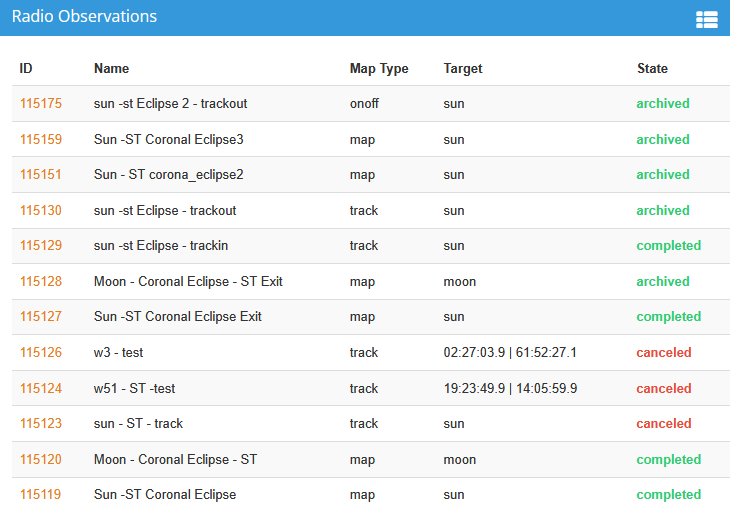 Radio Observations
ID Name Map Type Target State
115175 sun -st Eclipse 2 - trackout onoff sun archived
115159 Sun -ST Coronal Eclipse3 map sun archived
115151 Sun - ST corona_eclipse2 map sun archived
115130 sun -st Eclipse - trackout track sun archived
115129 sun -st Eclipse - trackin track sun completed
115128 Moon - Coronal Eclipse - ST Exit map moon archived
115127 Sun -ST Coronal Eclipse Exit map sun completed
115126 w3 - test track 02:27:03.9 | 61:52:27.1 canceled
115124 w51 - ST -test track 19:23:49.9 | 14:05:59.9 canceled
115123 sun - ST - track track sun canceled
115120 Moon - Coronal Eclipse - ST map moon completed
115119 Sun -ST Coronal Eclipse map sun completed